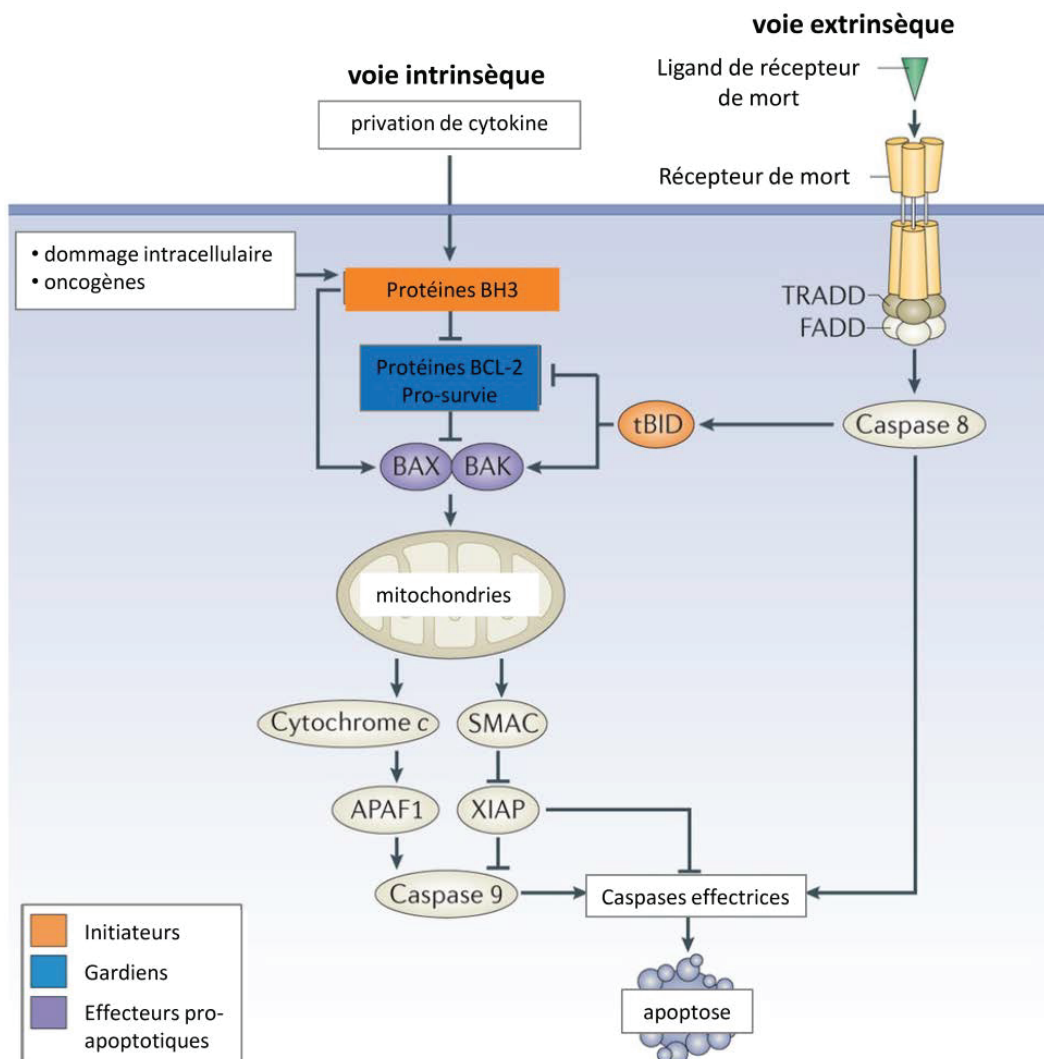 voie extrinsèque
voie intrinsèque
Ligand de récepteur
de mort
privation de cytokine
Récepteur de mort
• dommage intracellulaire
• oncogènes
Protéines BH3
TRADD
FADD
Protéines BCL-2
Pro-survie
tBID
Caspase 8
BAX
BAK
mitochondries
Cytochrome c
SMAC
APAF1
XIAP
Caspase 9
Caspases effectrices
Initiateurs
Gardiens
Effecteurs pro-
apoptotiques
apoptose